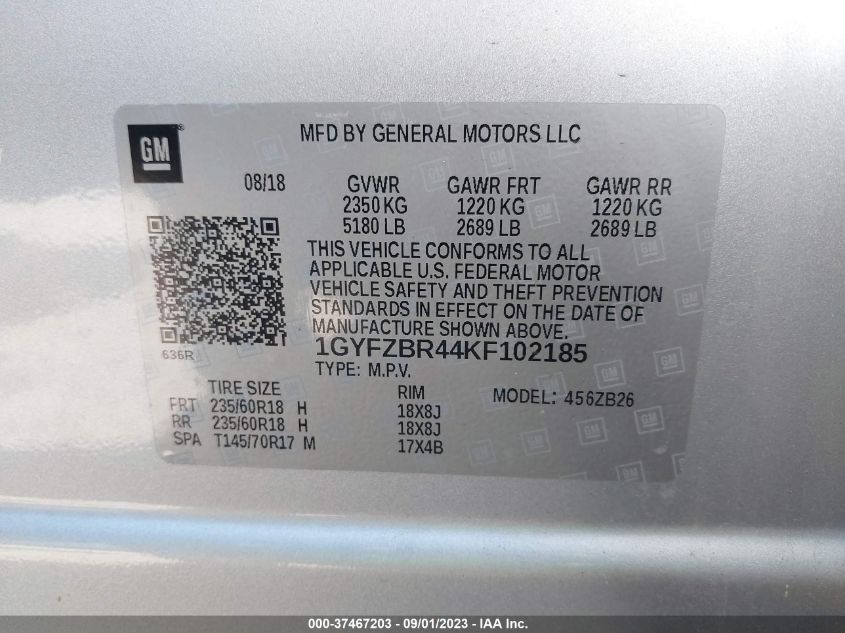 GM
MFD BY GENERAL MOTORS LLC
08/18 GVWR GAWR FRT GAWR RR
2350 KG 1220 KG 1220 KG
5180 LB 2689 LB 2689 LB
THIS VEHICLE CONFORMS TO ALL
APPLICABLE U.S. FEDERAL MOTOR
VEHICLE SAFETY AND THEFT PREVENTION
STANDARDS IN EFFECT ON THE DATE OF
MANUFACTURE SHOWN ABOVE.
636R
1GYFZBR44KF102185
TYPE: M.P.V.
TIRE SIZE RIM MODEL: 456ZB26
FRT 235/60R18 H 18X8J
RR 235/60R18 H 18X8J
SPA T145/70R17 M 17X4B
000-37467203 - 09/01/2023 - IAA Inc.